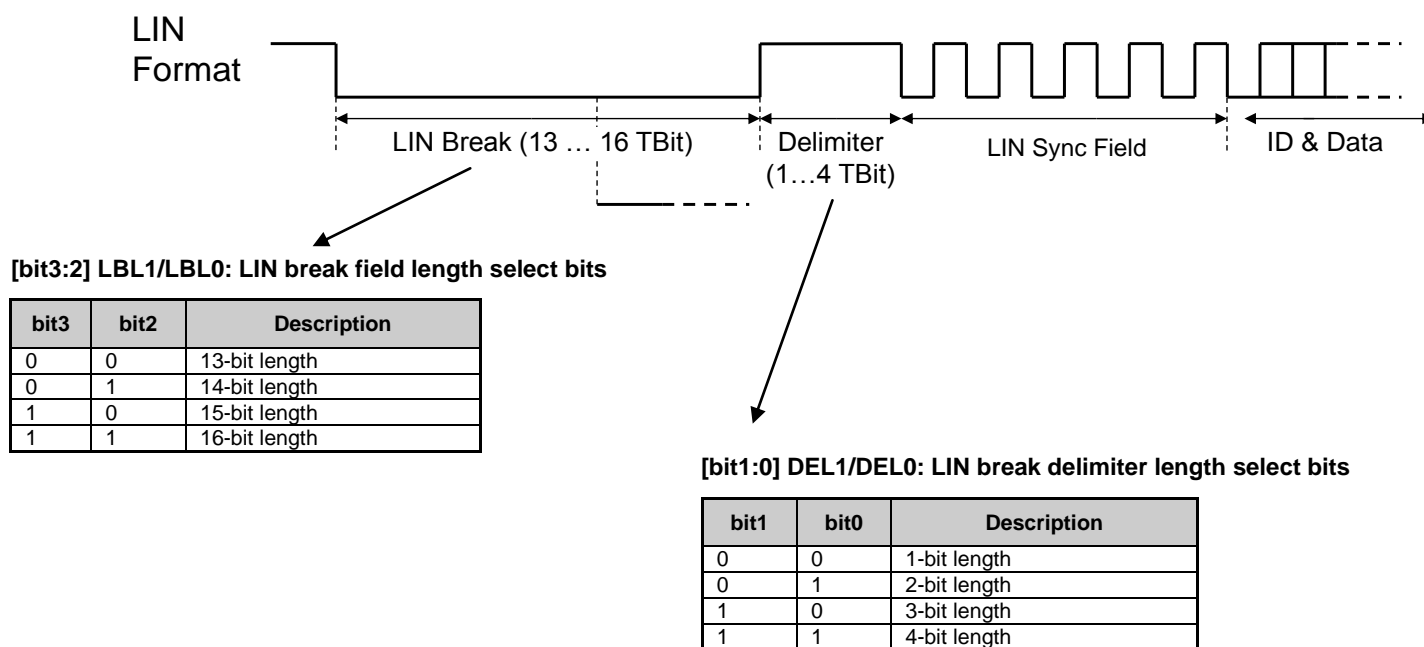 LIN
Format
LIN Break (13 … 16 TBit)
Delimiter
(1…4 TBit)
LIN Sync Field
ID & Data
[bit3:2] LBL1/LBL0: LIN break field length select bits
bit3 bit2 Description
0 0 13-bit length
0 1 14-bit length
1 0 15-bit length
1 1 16-bit length
[bit1:0] DEL1/DEL0: LIN break delimiter length select bits
bit1 bit0 Description
0 0 1-bit length
0 1 2-bit length
1 0 3-bit length
1 1 4-bit length